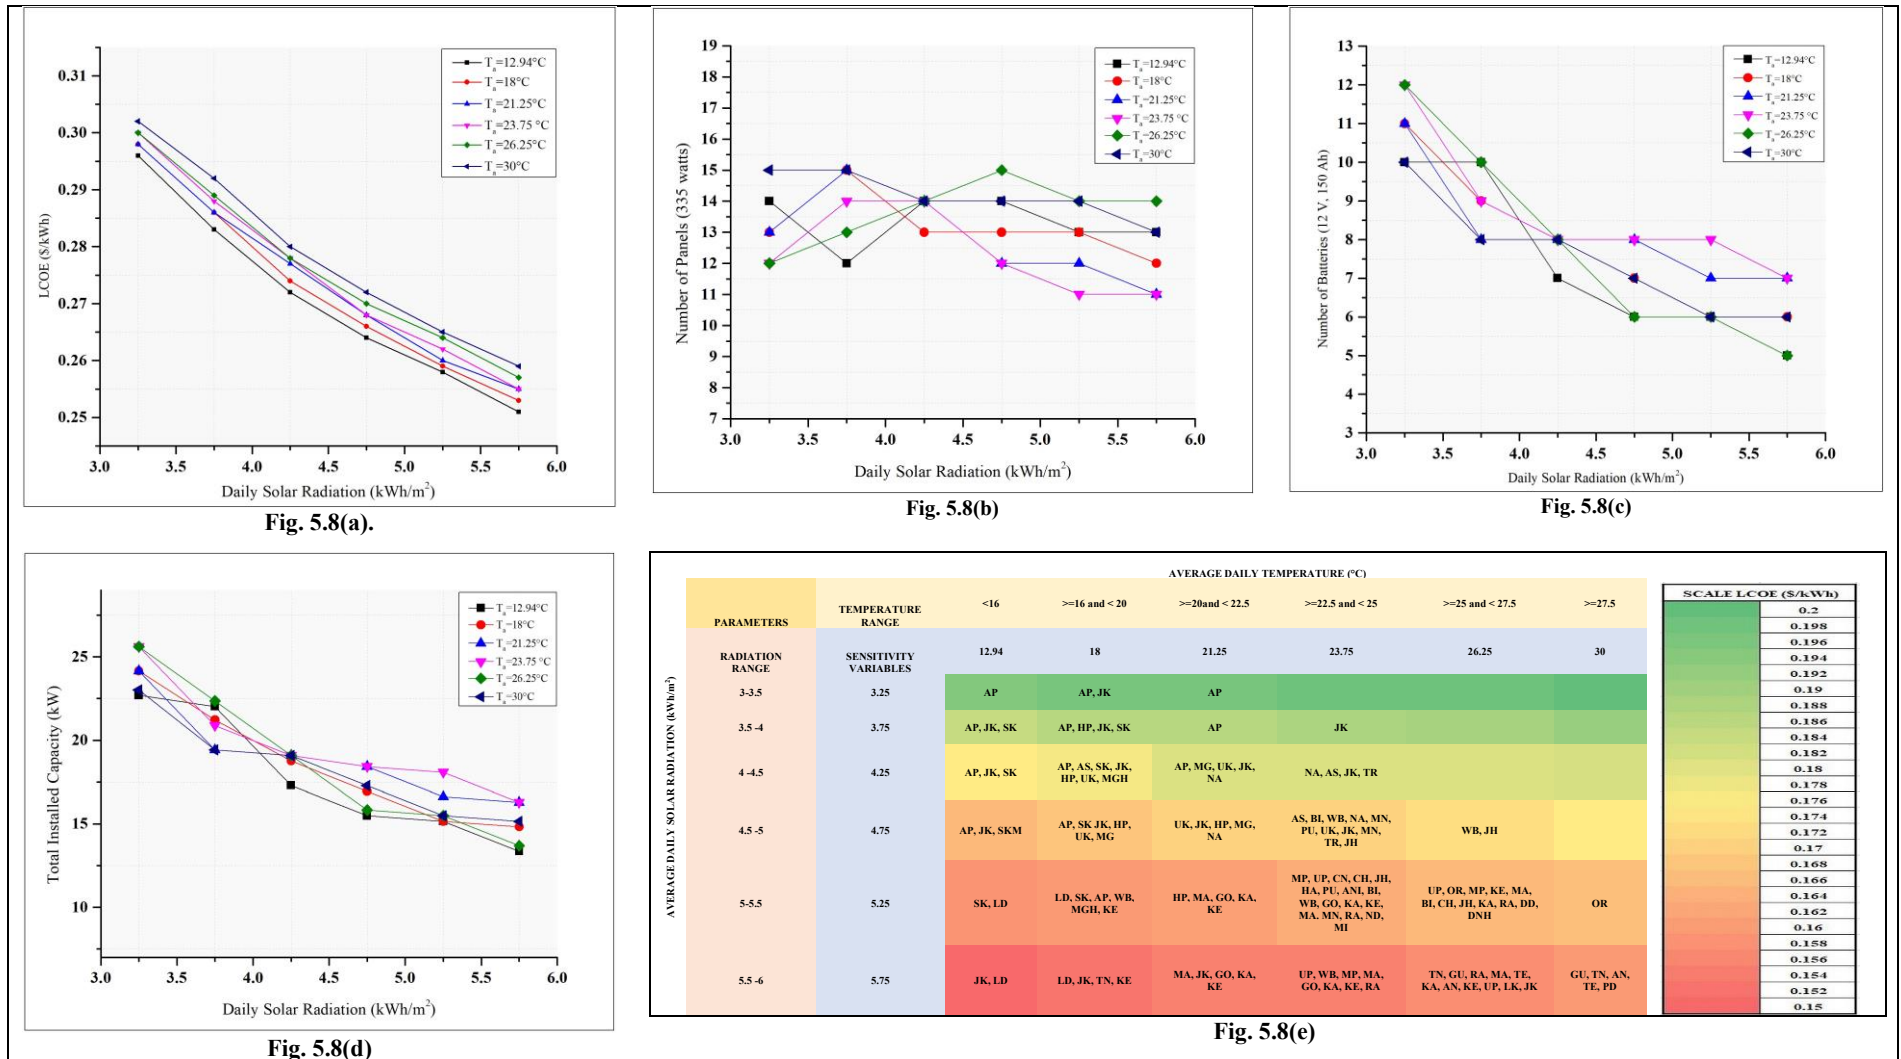 0.31
0.30
0.29
0.28
0.27
0.26
0.25
LCOE ($/kWh)
3.0 3.5 4.0 4.5 5.0 5.5 6.0
Daily Solar Radiation (kWh/m²)
Tₐ=12.94°C
Tₐ=18°C
Tₐ=21.25°C
Tₐ=23.75 °C
Tₐ=26.25°C
Tₐ=30°C
Fig. 5.8(a).
19
18
17
16
15
14
13
12
11
10
9
8
7
Number of Panels (335 watts)
3.0 3.5 4.0 4.5 5.0 5.5 6.0
Daily Solar Radiation (kWh/m²)
Tₐ=12.94°C
Tₐ=18°C
Tₐ=21.25°C
Tₐ=23.75 °C
Tₐ=26.25°C
Tₐ=30°C
Fig. 5.8(b)
13
12
11
10
9
8
7
6
5
4
3
Number of Batteries (12 V, 150 Ah)
3.0 3.5 4.0 4.5 5.0 5.5 6.0
Daily Solar Radiation (kWh/m²)
Tₐ=12.94°C
Tₐ=18°C
Tₐ=21.25°C
Tₐ=23.75 °C
Tₐ=26.25°C
Tₐ=30°C
Fig. 5.8(c)
25
20
15
10
Total Installed Capacity (kW)
3.0 3.5 4.0 4.5 5.0 5.5 6.0
Daily Solar Radiation (kWh/m²)
Tₐ=12.94°C
Tₐ=18°C
Tₐ=21.25°C
Tₐ=23.75 °C
Tₐ=26.25°C
Tₐ=30°C
Fig. 5.8(d)
AVERAGE DAILY TEMPERATURE (°C)
AVERAGE DAILY SOLAR RADIATION (kWh/m²)
PARAMETERS
TEMPERATURE
RANGE
<16 >=16 and < 20 >=20and < 22.5 >=22.5 and < 25 >=25 and < 27.5 >=27.5
RADIATION
RANGE
SENSITIVITY
VARIABLES
12.94 18 21.25 23.75 26.25 30
3-3.5 3.25 AP AP, JK AP
3.5 -4 3.75 AP, JK, SK AP, HP, JK, SK AP JK
4 -4.5 4.25 AP, JK, SK
AP, AS, SK, JK,
HP, UK, MGH
AP, MG, UK, JK,
NA
NA, AS, JK, TR
4.5 -5 4.75 AP, JK, SKM
AP, SK JK, HP,
UK, MG
UK, JK, HP, MG,
NA
AS, BI, WB, NA, MN,
PU, UK, JK, MN,
TR, JH
WB, JH
5-5.5 5.25 SK, LD
LD, SK, AP, WB,
MGH, KE
HP, MA, GO, KA,
KE
MP, UP, CN, CH, JH,
HA, PU, ANI, BI,
WB, GO, KA, KE,
MA. MN, RA, ND,
MI
UP, OR, MP, KE, MA,
BI, CH, JH, KA, RA, DD,
DNH
OR
5.5 -6 5.75 JK, LD
LD, JK, TN, KE
MA, JK, GO, KA,
KE
UP, WB, MP, MA,
GO, KA, KE, RA
TN, GU, RA, MA, TE,
KA, AN, KE, UP, LK, JK
GU, TN, AN,
TE, PD
SCALE LCOE ($/kWh)
0.2
0.198
0.196
0.194
0.192
0.19
0.188
0.186
0.184
0.182
0.18
0.178
0.176
0.174
0.172
0.17
0.168
0.166
0.164
0.162
0.16
0.158
0.156
0.154
0.152
0.15
Fig. 5.8(e)